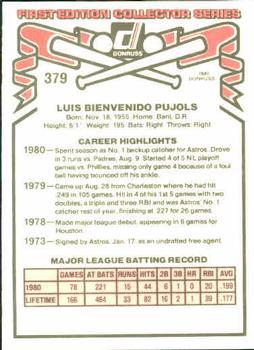 FIRST EDITION COLLECTOR SERIES
DONRUSS
379
DONRUSS
LUIS BIENVENIDO PUJOLS
Born: Nov. 18, 1955 Home: Bani, D.R.
Height: 6'1" Weight: 195 Bats: Right Throws: Right
CAREER HIGHLIGHTS
1980— Spent season as No. 1 backup catcher for Astros. Drove
in 3 runs vs. Padres, Aug. 9. Started 4 of 5 NL playoff
games vs. Phillies, missing only game 4 because of a foul
ball having bounced off his ankle.
1979— Came up Aug. 28 from Charleston where he had hit
.251 in 105 games. Hit in 4 of his 1st 5 games with two
doubles, a triple and three RBI and was Astros' No. 1
catcher rest of year, finishing at .227 for 26 games.
1978— Made major league debut, appearing in 6 games for
Houston.
1973— Signed by Astros, Jan. 17, as an undrafted free agent.
MAJOR LEAGUE BATTING RECORD
GAMES AT BATS RUNS HITS 2B 3B HR RBI AVG
1980 78 221 15 44 6 1 0 20 .199
LIFETIME 166 464 33 82 16 2 1 39 .177